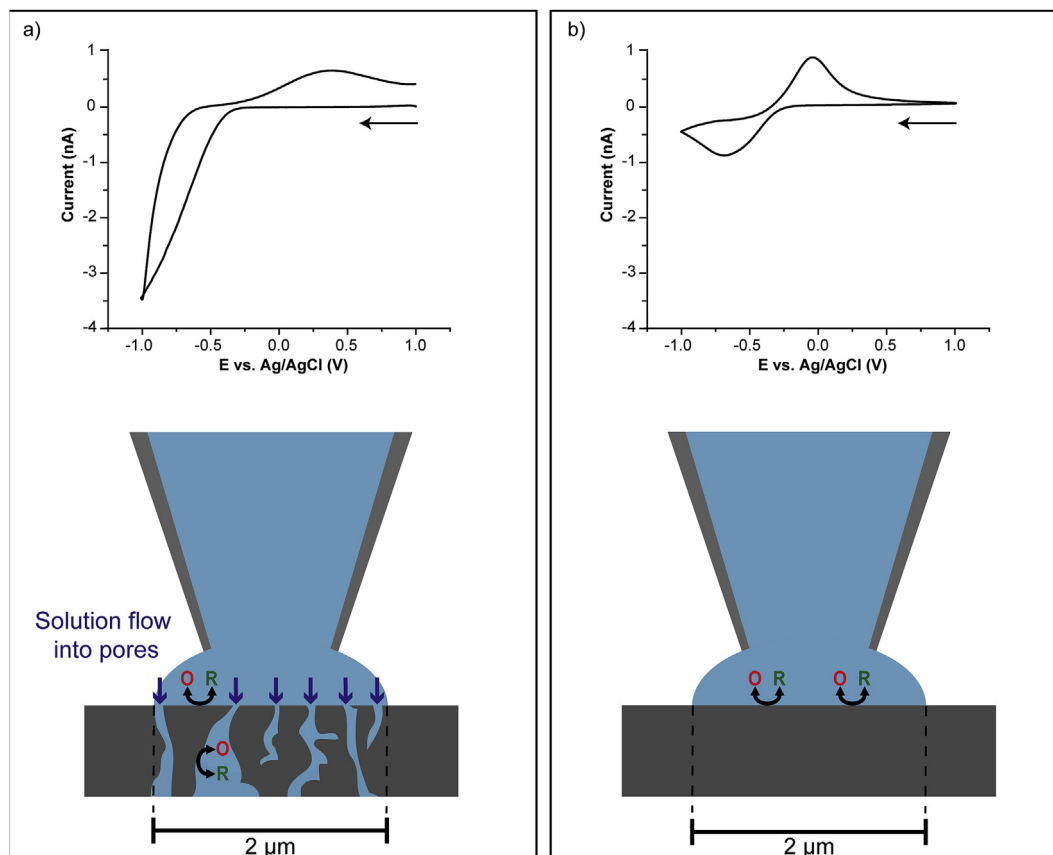 a)
1
0
-1
-2
-3
-4
Current (nA)
-1.0 -0.5 0.0 0.5 1.0
E vs. Ag/AgCl (V)
Solution flow
into pores
O R
O
R
2 μm
b)
1
0
-1
-2
-3
-4
Current (nA)
-1.0 -0.5 0.0 0.5 1.0
E vs. Ag/AgCl (V)
O R O R
2 μm